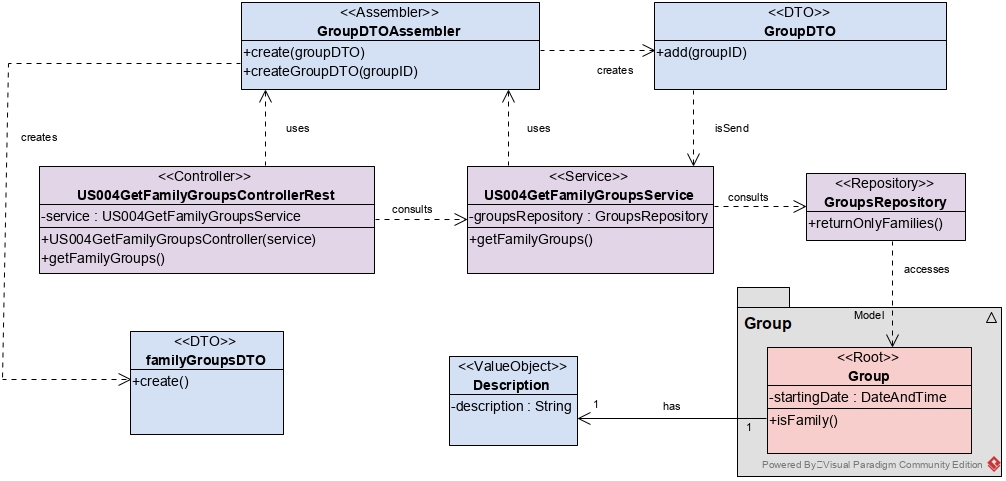 <<Assembler>>
GroupDTOAssembler
+create(groupDTO)
+createGroupDTO(groupID)
<<DTO>>
GroupDTO
+add(groupID)
creates
creates
uses
uses
isSend
<<Controller>>
US004GetFamilyGroupsControllerRest
-service : US004GetFamilyGroupsService
+US004GetFamilyGroupsController(service)
+getFamilyGroups()
consults
<<Service>>
US004GetFamilyGroupsService
-groupsRepository : GroupsRepository
+getFamilyGroups()
consults
<<Repository>>
GroupsRepository
+returnOnlyFamilies()
accesses
Model
Group
<<DTO>>
familyGroupsDTO
+create()
<<ValueObject>>
Description
-description : String
1
has
1
<<Root>>
Group
-startingDate : DateAndTime
+isFamily()
Powered By Visual Paradigm Community Edition